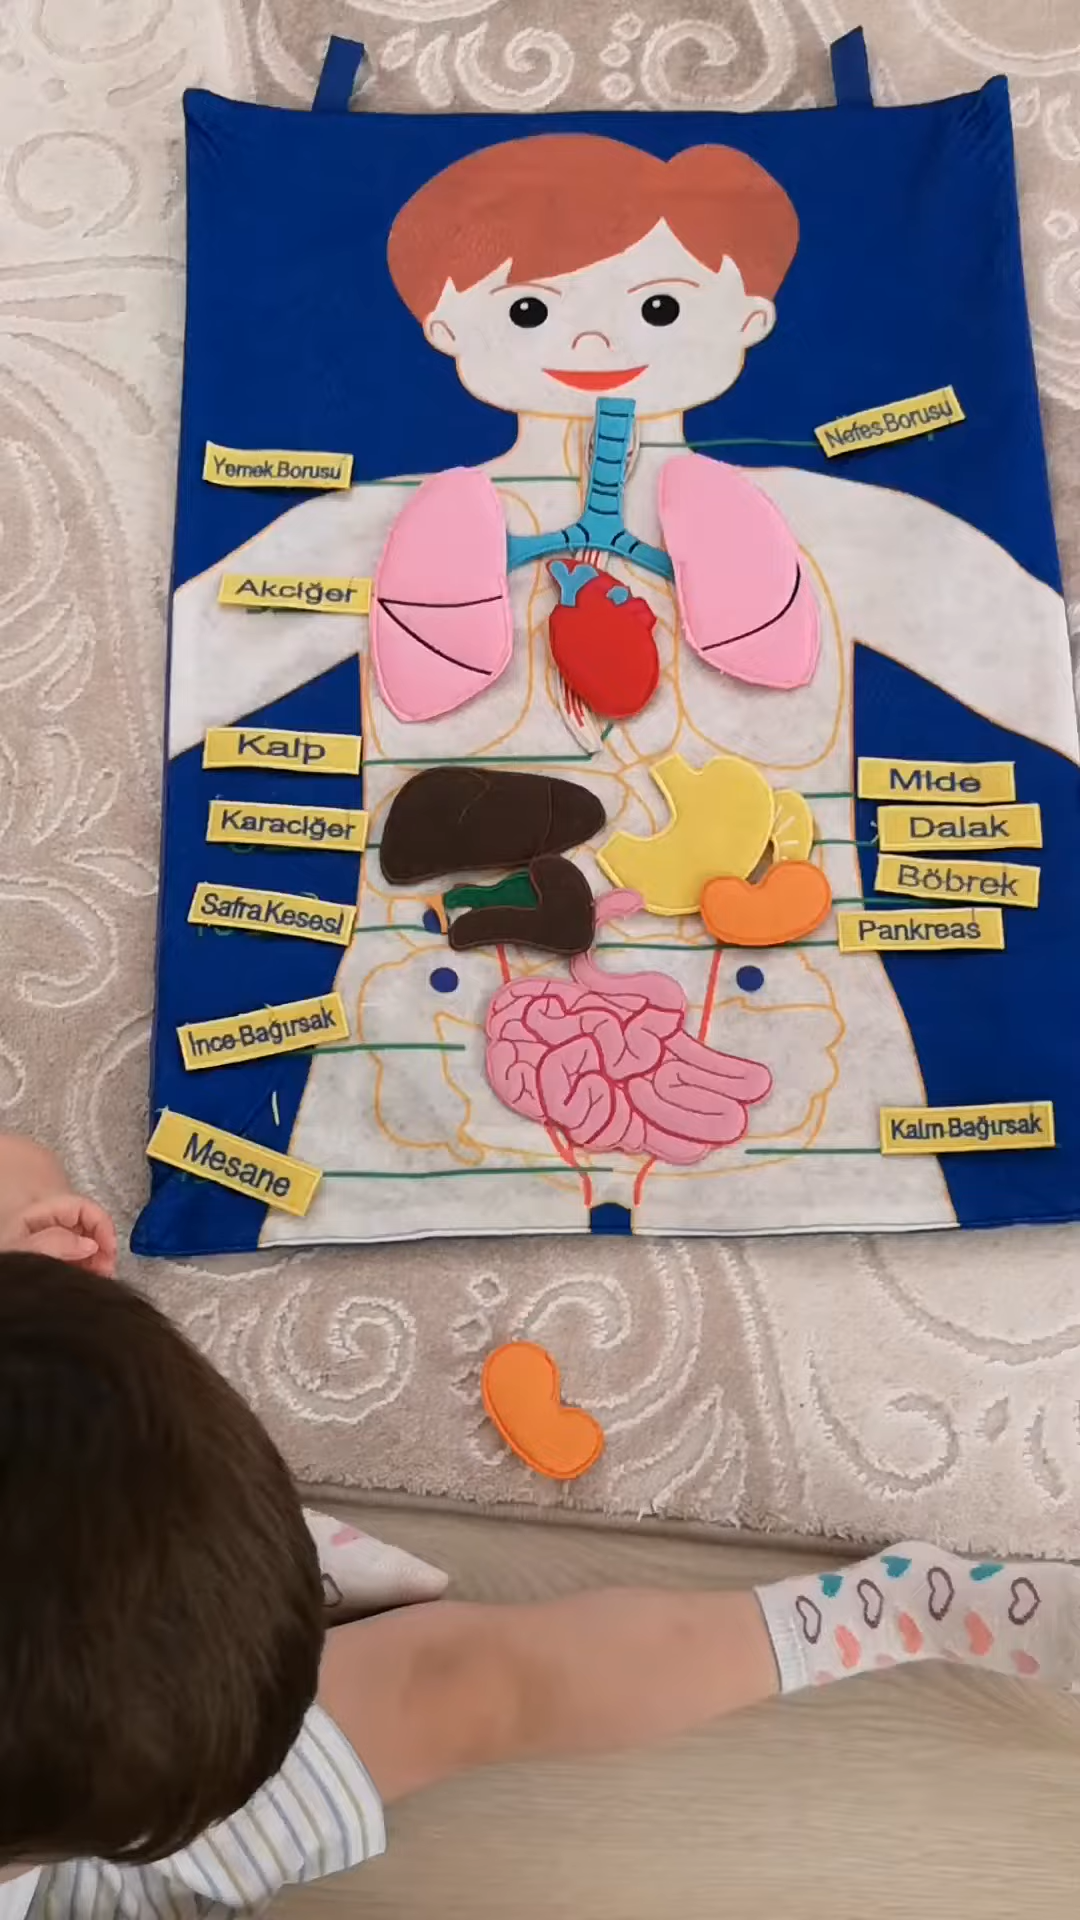 Nefes Borusu
Yemek Borusu
Akciğer
Kalp
Mide
Karaciğer
Dalak
Böbrek
Safra Kesesi
Pankreas
İnce Bağırsak
Kalın Bağırsak
Mesane